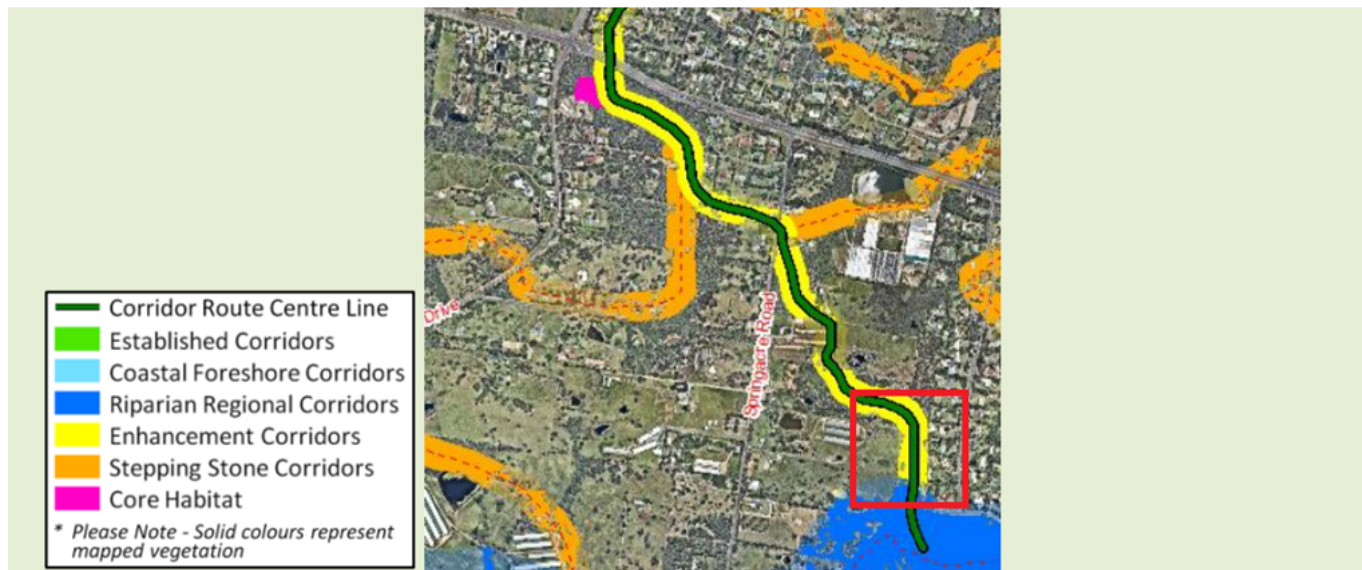 Drive
Springacre Road
Corridor Route Centre Line
Established Corridors
Coastal Foreshore Corridors
Riparian Regional Corridors
Enhancement Corridors
Stepping Stone Corridors
Core Habitat
* Please Note - Solid colours represent
mapped vegetation